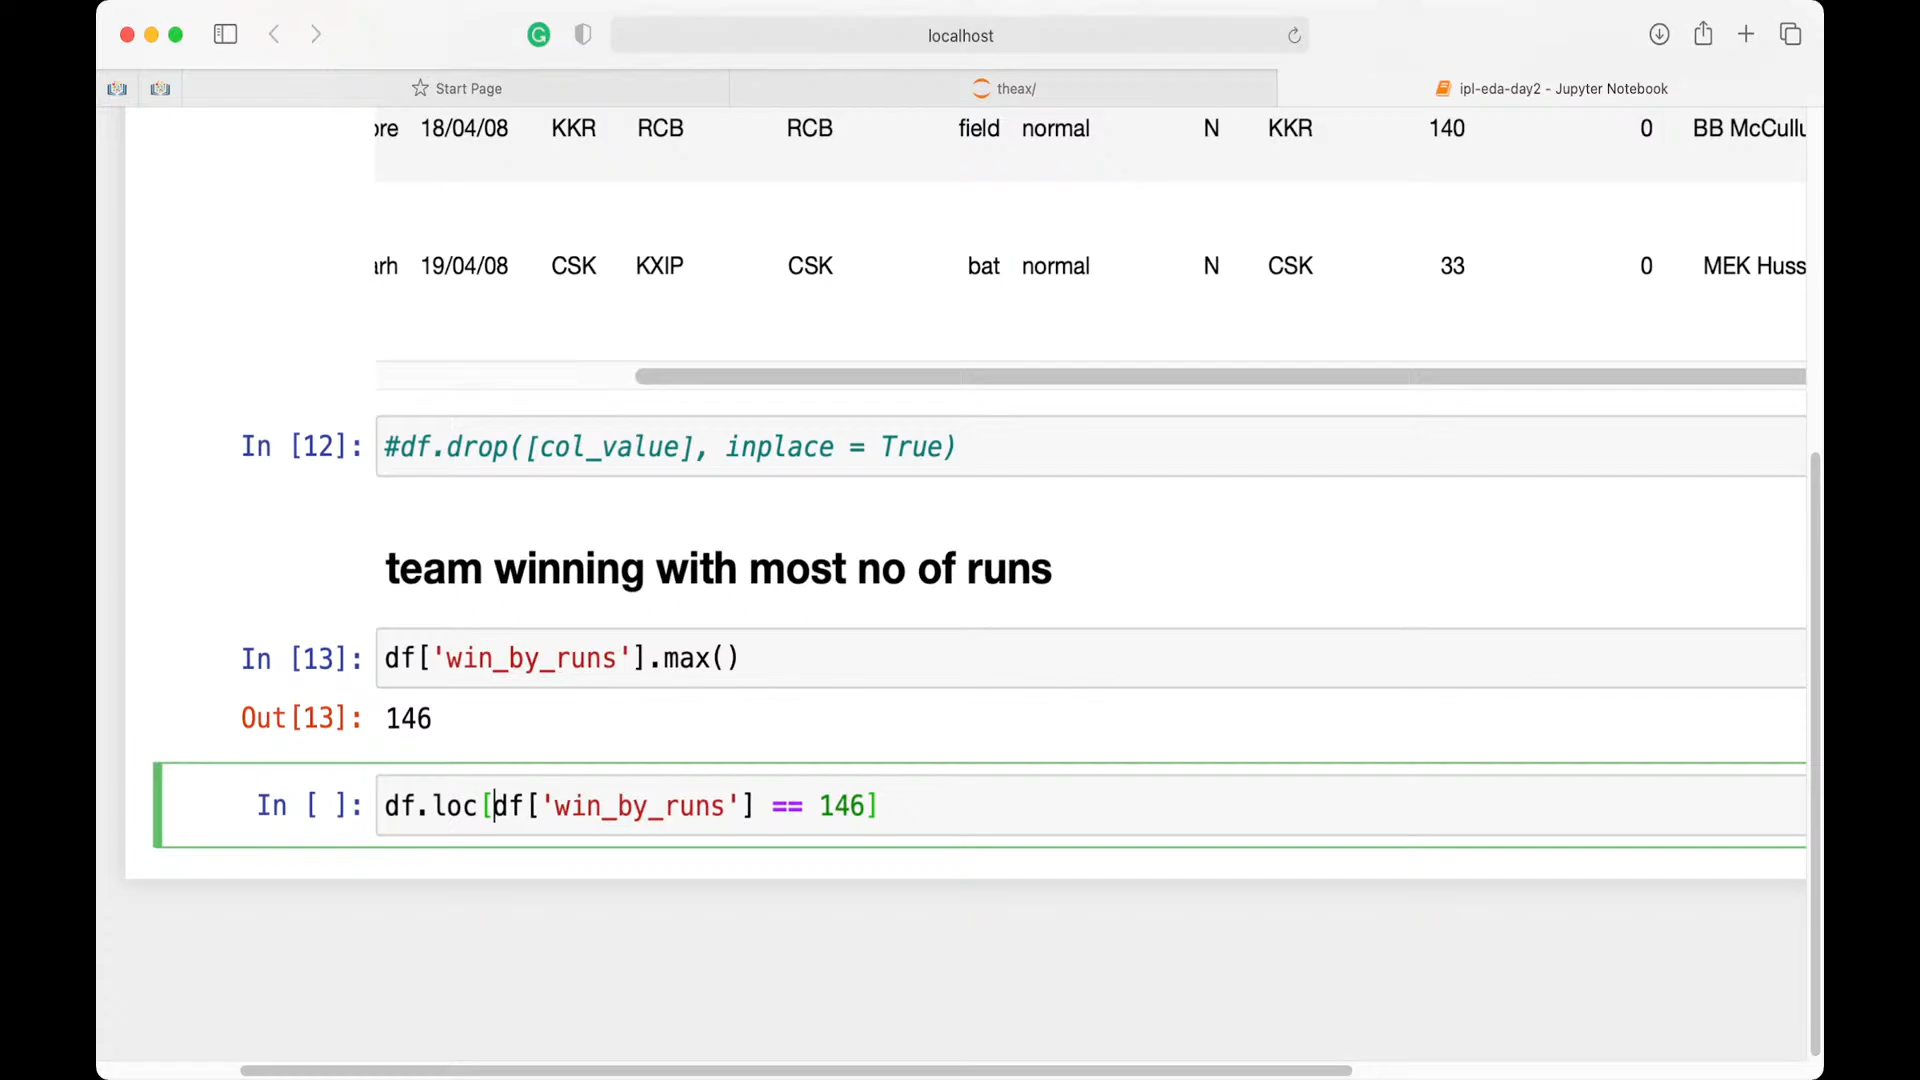 localhost
Start Page
theax/
ipl-eda-day2 - Jupyter Notebook
18/04/08 KKR RCB RCB field normal N KKR 140 0 BB McCullu
19/04/08 CSK KXIP CSK bat normal N CSK 33 0 MEK Huss
In [12]: #df.drop([col_value], inplace = True)
team winning with most no of runs
In [13]: df['win_by_runs'].max()
Out[13]: 146
In [ ]: df.loc[df['win_by_runs'] == 146]